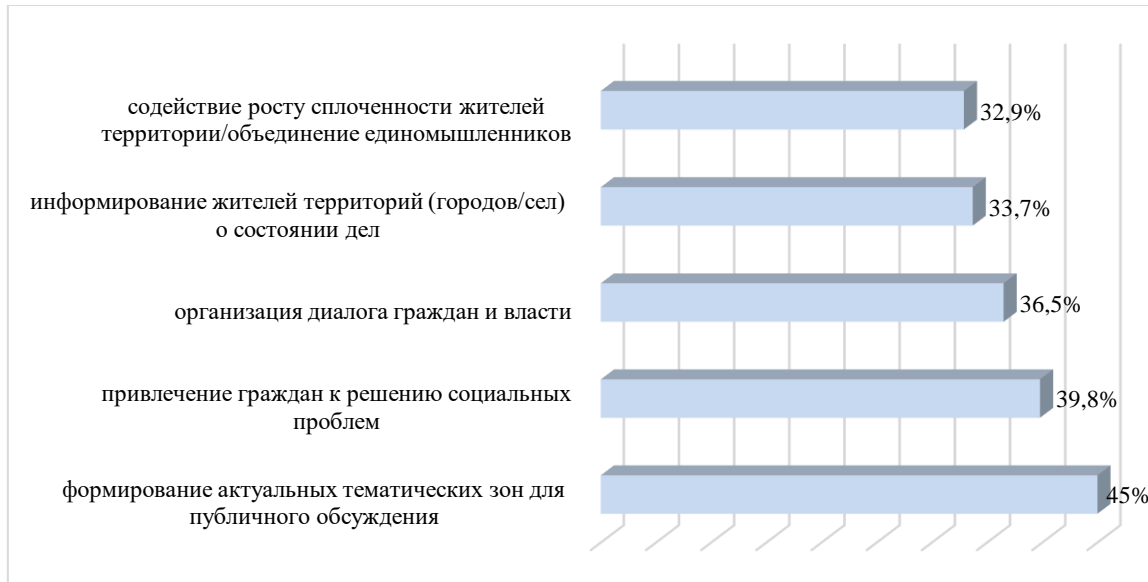 содействие росту сплоченности жителей
территории/объединение единомышленников
32,9%
информирование жителей территорий (городов/сел)
о состоянии дел
33,7%
организация диалога граждан и власти
36,5%
привлечение граждан к решению социальных
проблем
39,8%
формирование актуальных тематических зон для
публичного обсуждения
45%